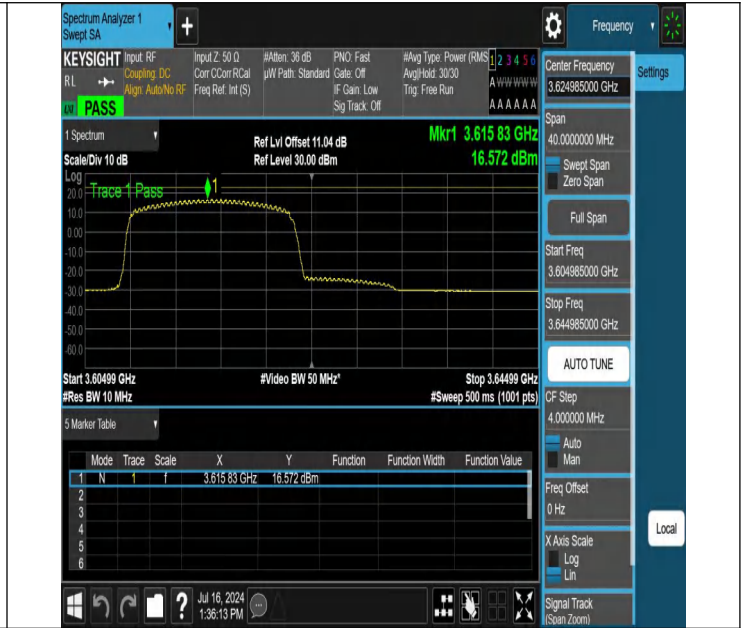 Spectrum Analyzer 1
Swept SA
Frequency
KEYSIGHT
RL
PASS
Input: RF
Coupling: DC
Align: Auto/No RF
Input Z: 50 Ω
Corr CCorr RCal
Freq Ref: Int (S)
#Atten: 36 dB
µW Path: Standard
PNO: Fast
Gate: Off
IF Gain: Low
Sig Track: Off
#Avg Type: Power (RMS
Avg|Hold: 30/30
Trig: Free Run
1 2 3 4 5 6
A W W W W W
A A A A A A
1 Spectrum
Scale/Div 10 dB
Ref Lvl Offset 11.04 dB
Ref Level 30.00 dBm
Mkr1 3.615 83 GHz
16.572 dBm
Log
Trace 1 Pass
1
20.0
10.0
0.00
-10.0
-20.0
-30.0
-40.0
-50.0
-60.0
Start 3.60499 GHz
#Res BW 10 MHz
#Video BW 50 MHz*
Stop 3.64499 GHz
#Sweep 500 ms (1001 pts)
5 Marker Table
Mode Trace Scale X Y Function Function Width Function Value
1 N 1 f 3.615 83 GHz 16.572 dBm
2
3
4
5
6
Jul 16, 2024
1:36:13 PM
Center Frequency
3.624985000 GHz
Settings
Span
40.0000000 MHz
Swept Span
Zero Span
Full Span
Start Freq
3.604985000 GHz
Stop Freq
3.644985000 GHz
AUTO TUNE
CF Step
4.000000 MHz
Auto
Man
Freq Offset
0 Hz
X Axis Scale
Log
Lin
Local
Signal Track
(Span Zoom)